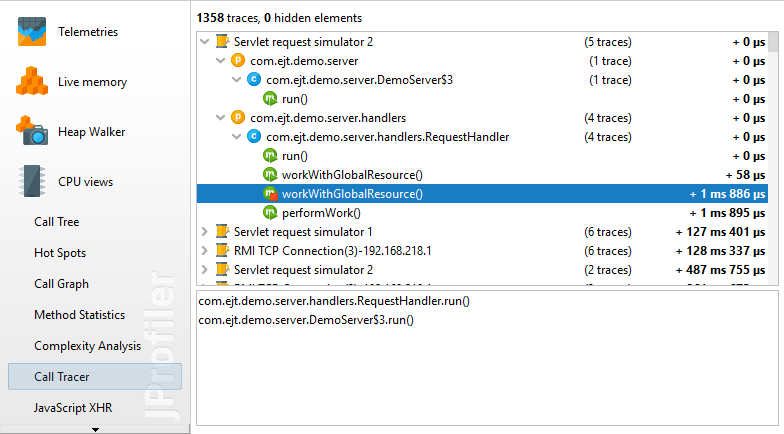 1358 traces, 0 hidden elements
Telemetries
Live memory
Heap Walker
CPU views
Call Tree
Hot Spots
Call Graph
Method Statistics
Complexity Analysis
Call Tracer
JavaScript XHR
JProfiler
Servlet request simulator 2 (5 traces) + 0 µs
p com.ejt.demo.server (1 trace) + 0 µs
c com.ejt.demo.server.DemoServer$3 (1 trace) + 0 µs
m run() + 0 µs
p com.ejt.demo.server.handlers (4 traces) + 0 µs
c com.ejt.demo.server.handlers.RequestHandler (4 traces) + 0 µs
m run() + 0 µs
m workWithGlobalResource() + 58 µs
m workWithGlobalResource() + 1 ms 886 µs
m performWork() + 1 ms 895 µs
Servlet request simulator 1 (6 traces) + 127 ms 401 µs
RMI TCP Connection(3)-192.168.218.1 (6 traces) + 128 ms 337 µs
Servlet request simulator 2 (2 traces) + 487 ms 755 µs
com.ejt.demo.server.handlers.RequestHandler.run()
com.ejt.demo.server.DemoServer$3.run()